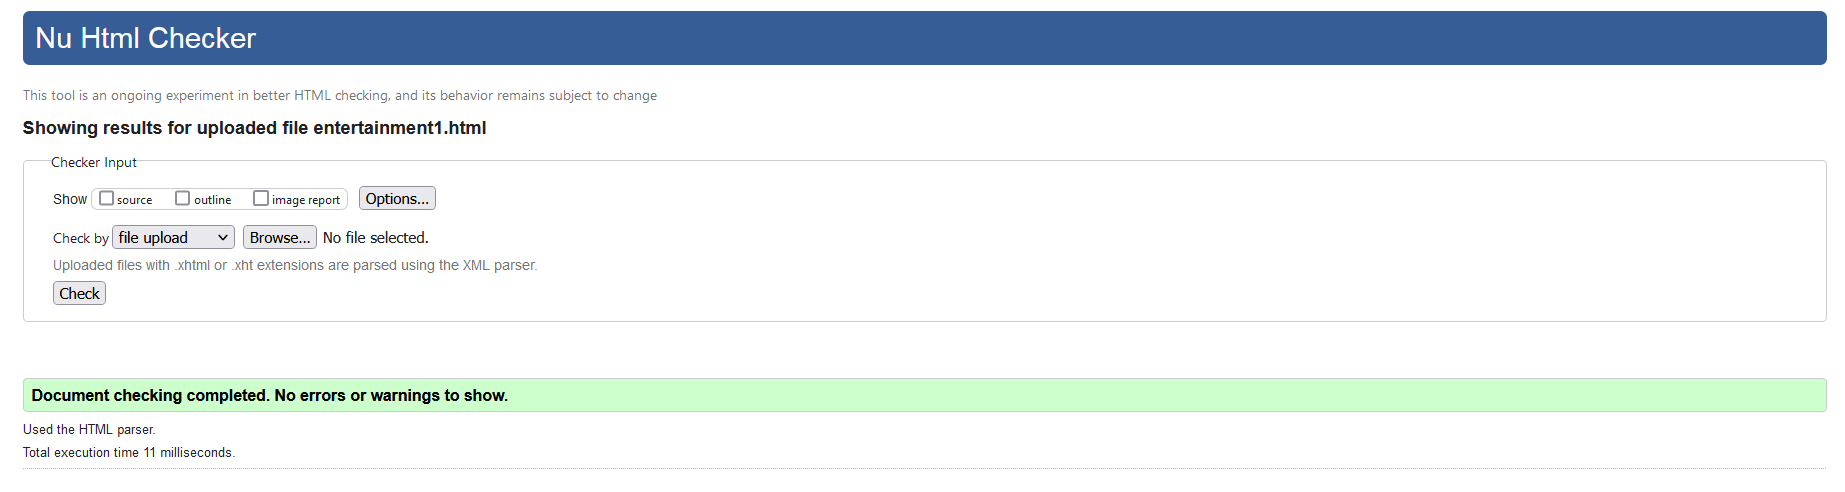 Nu Html Checker
This tool is an ongoing experiment in better HTML checking, and its behavior remains subject to change
Showing results for uploaded file entertainment1.html
Checker Input
Show source outline image report Options...
Check by file upload Browse... No file selected.
Uploaded files with .xhtml or .xht extensions are parsed using the XML parser.
Check
Document checking completed. No errors or warnings to show.
Used the HTML parser.
Total execution time 11 milliseconds.